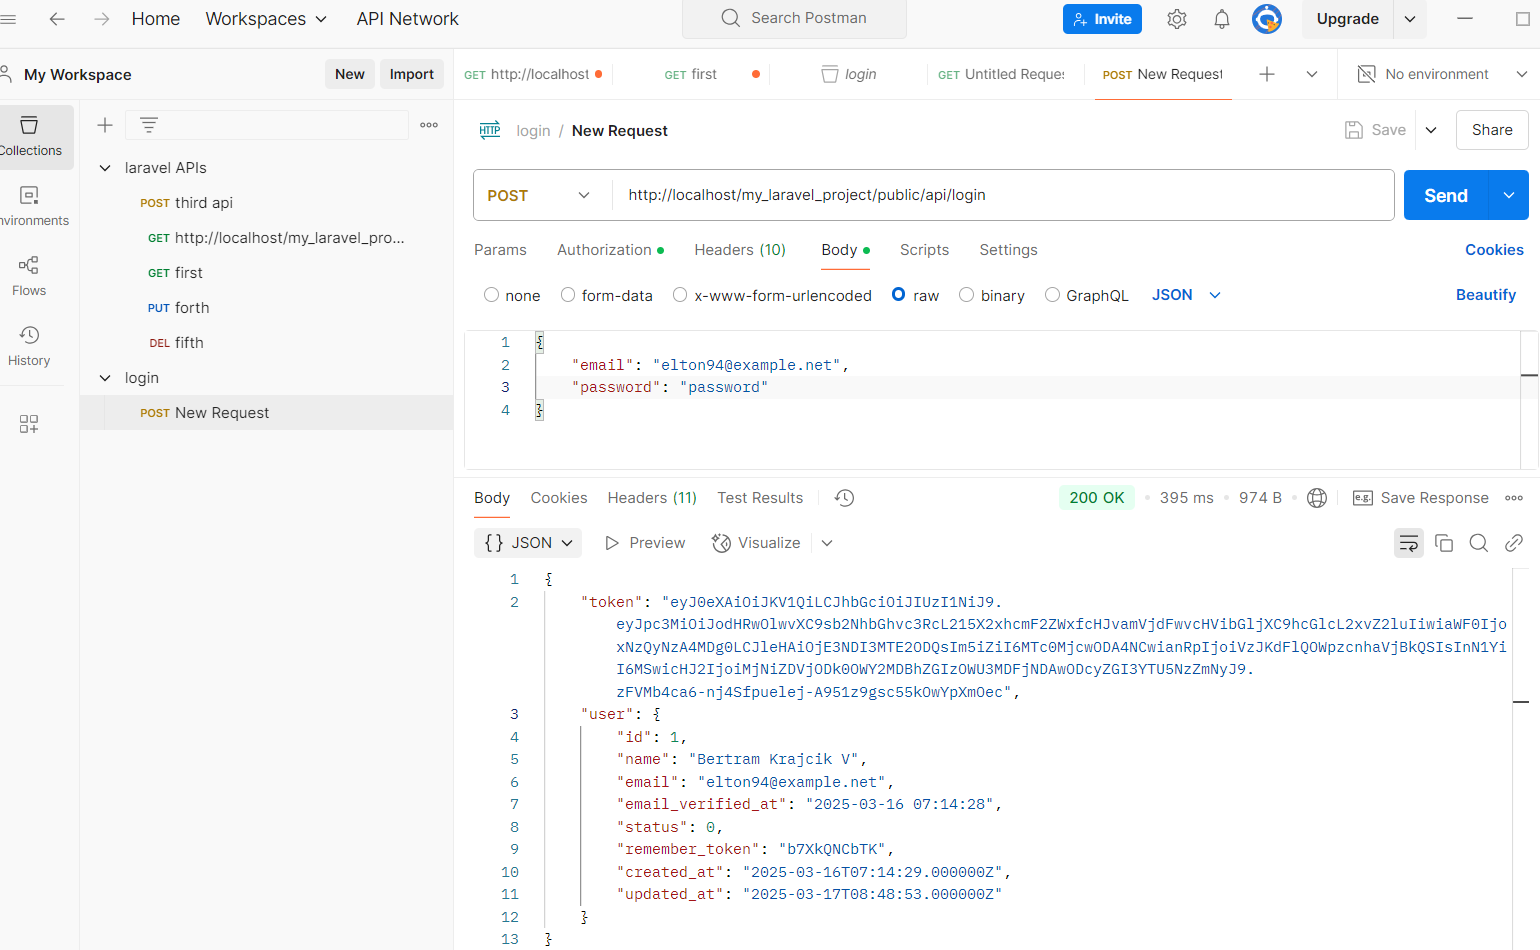 Home Workspaces API Network Search Postman Invite Upgrade
My Workspace New Import GET http://localhost GET first login GET Untitled Reques POST New Request No environment
Collections
nvironments
Flows
History
laravel APIs
POST third api
GET http://localhost/my_laravel_pro...
GET first
PUT forth
DEL fifth
login
POST New Request
HTTP login / New Request Save Share
POST http://localhost/my_laravel_project/public/api/login Send
Params Authorization Headers (10) Body Scripts Settings Cookies
none form-data x-www-form-urlencoded raw binary GraphQL JSON Beautify
1 {
2 "email": "elton94@example.net",
3 "password": "password"
4 }
Body Cookies Headers (11) Test Results 200 OK 395 ms 974 B e.g. Save Response
{} JSON Preview Visualize
1 {
2 "token": "eyJ0eXAiOiJKV1QiLCJhbGciOiJIUzI1NiJ9.
eyJpc3MiOiJodHRwOlwvXC9sb2NhbGhvc3RcL215X2xhcmF2ZWxfcHJvamVjdFwvcHVibGljXC9hcGlcL2xvZ2luIiwiaWF0Ijo
xNzQyNzA4MDg0LCJleHAiOjE3NDI3MTE2ODQsIm5iZiI6MTc0MjcwODA4NCwianRpIjoiVzJKdFlQOWpzcnhaVjBkQSIsInN1Yi
I6MSwicHJ2IjoiMjNiZDVjODk0OWY2MDBhZGIzOWU3MDFjNDAwODcyZGI3YTU5NzZmNyJ9.
zFVMb4ca6-nj4Sfpuelej-A951z9gsc55kOwYpXmOec",
3 "user": {
4 "id": 1,
5 "name": "Bertram Krajcik V",
6 "email": "elton94@example.net",
7 "email_verified_at": "2025-03-16 07:14:28",
8 "status": 0,
9 "remember_token": "b7XkQNCbTK",
10 "created_at": "2025-03-16T07:14:29.000000Z",
11 "updated_at": "2025-03-17T08:48:53.000000Z"
12 }
13 }